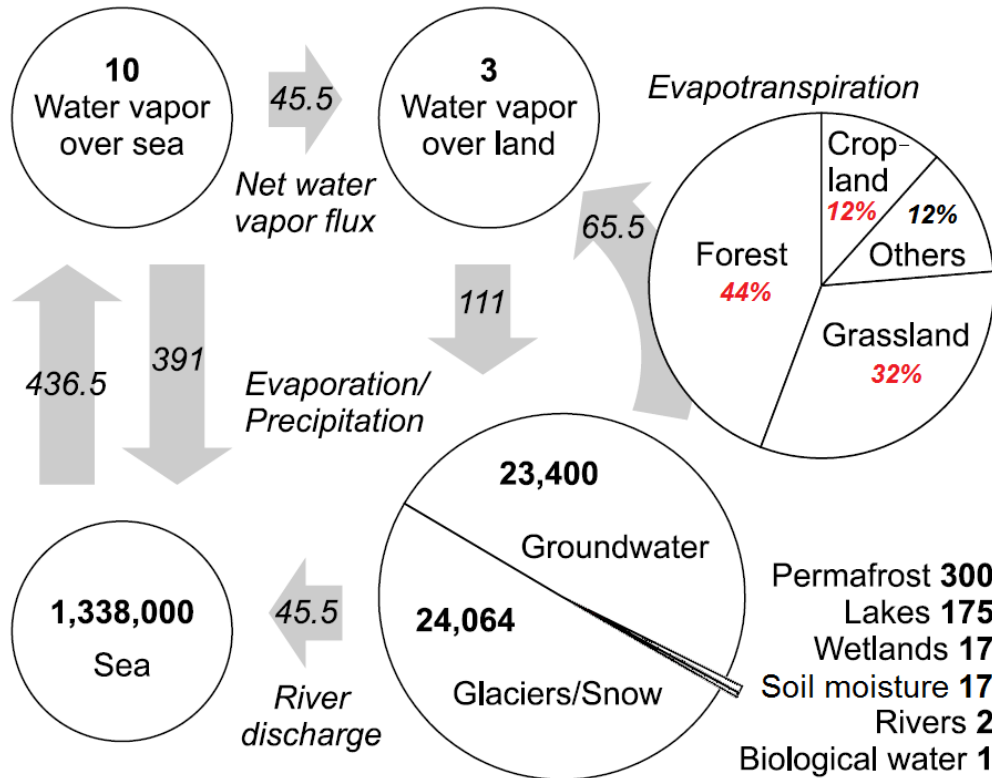 10
Water vapor
over sea
45.5
Net water
vapor flux
3
Water vapor
over land
Evapotranspiration
Crop-
land
12%
12%
Others
Forest
44%
Grassland
32%
65.5
111
436.5
391
Evaporation/
Precipitation
23,400
Groundwater
24,064
Glaciers/Snow
1,338,000
Sea
45.5
River
discharge
Permafrost 300
Lakes 175
Wetlands 17
Soil moisture 17
Rivers 2
Biological water 1